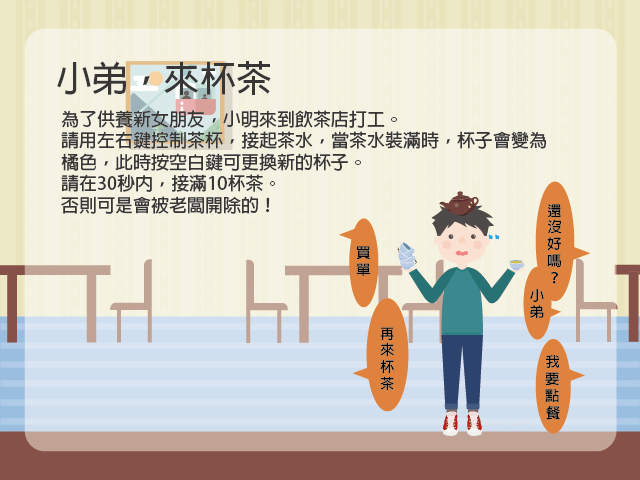 小弟，來杯茶
為了供養新女朋友，小明來到飲茶店打工。
請用左右鍵控制茶杯，接起茶水，當茶水裝滿時，杯子會變為
橘色，此時按空白鍵可更換新的杯子。
請在30秒內，接滿10杯茶。
否則可是會被老闆開除的！
還沒好嗎？
買單
小弟
再來杯茶
我要點餐